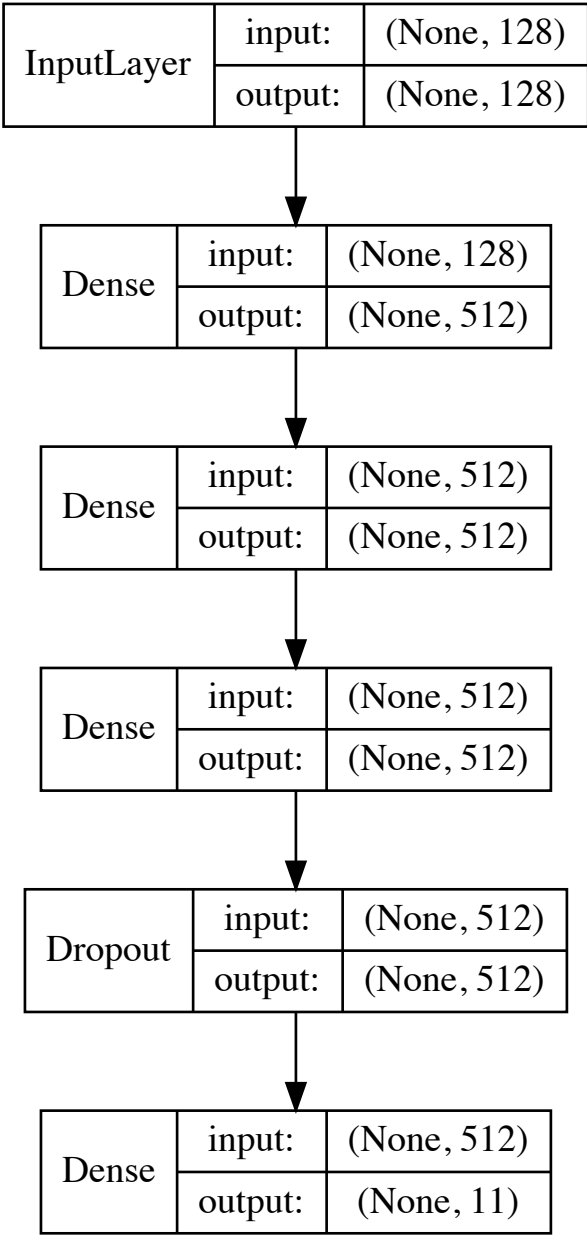 InputLayer input: (None, 128)
output: (None, 128)
Dense input: (None, 128)
output: (None, 512)
Dense input: (None, 512)
output: (None, 512)
Dense input: (None, 512)
output: (None, 512)
Dropout input: (None, 512)
output: (None, 512)
Dense input: (None, 512)
output: (None, 11)